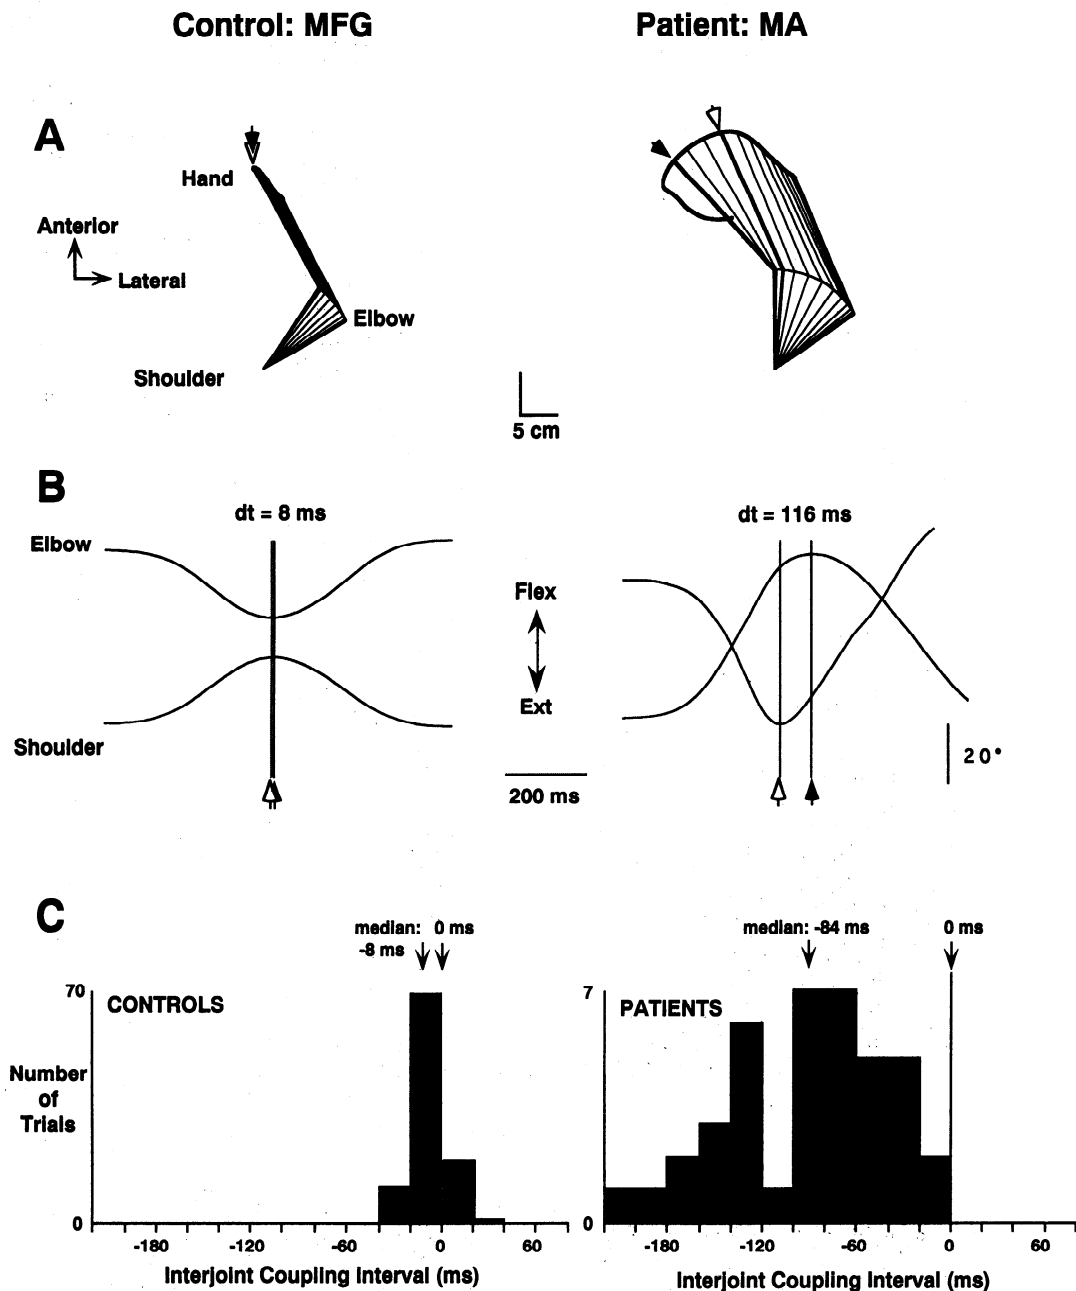 Control: MFG
Patient: MA
A
Hand
Anterior
Lateral
Elbow
Shoulder
5 cm
B
dt = 8 ms
dt = 116 ms
Elbow
Flex
Ext
Shoulder
20°
200 ms
C
median: 0 ms
-8 ms
median: -84 ms
0 ms
70
CONTROLS
7
PATIENTS
Number
of
Trials
0
0
-180 -120 -60 0 60
-180 -120 -60 0 60
Interjoint Coupling Interval (ms)
Interjoint Coupling Interval (ms)